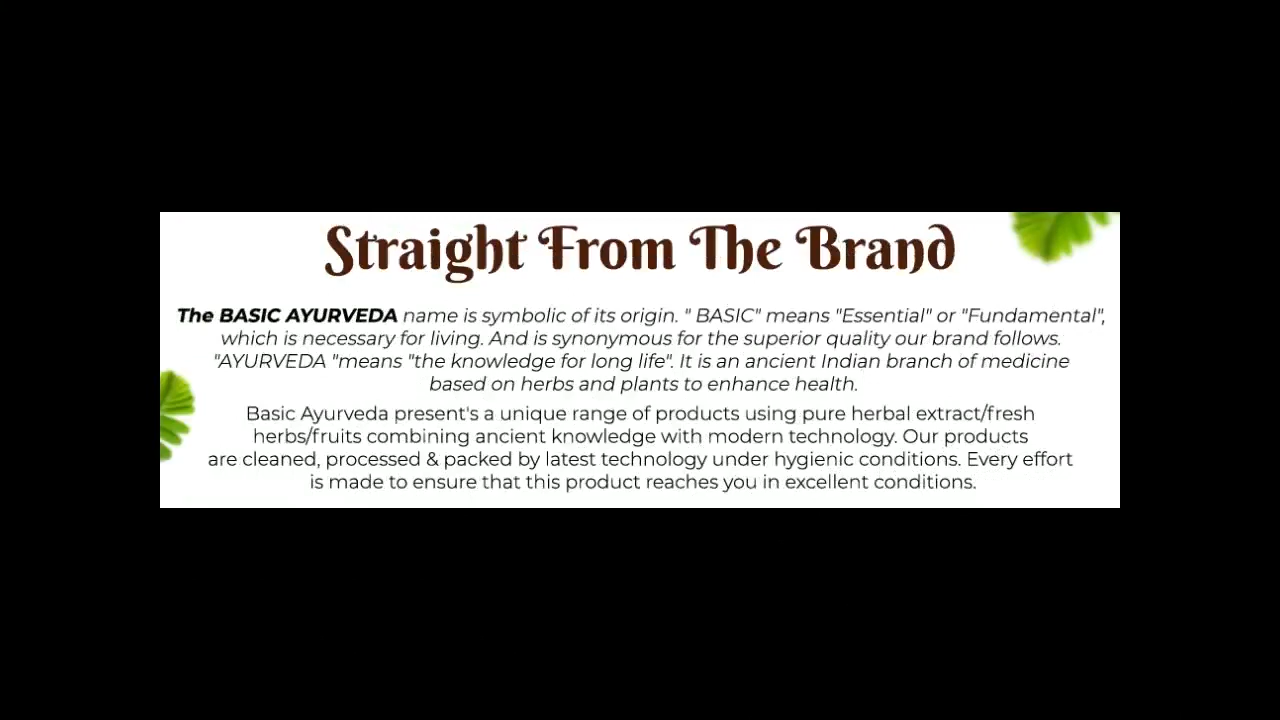 Straight From The Brand
The BASIC AYURVEDA name is symbolic of its origin. " BASIC" means "Essential" or "Fundamental",
which is necessary for living. And is synonymous for the superior quality our brand follows.
"AYURVEDA "means "the knowledge for long life". It is an ancient Indian branch of medicine
based on herbs and plants to enhance health.
Basic Ayurveda present's a unique range of products using pure herbal extract/fresh
herbs/fruits combining ancient knowledge with modern technology. Our products
are cleaned, processed & packed by latest technology under hygienic conditions. Every effort
is made to ensure that this product reaches you in excellent conditions.